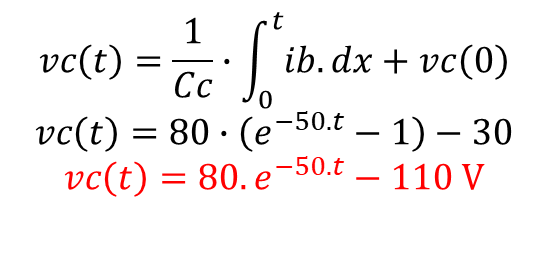 vc(t) = 1/Cc · ∫₀ᵗ ib. dx + vc(0)
vc(t) = 80 · (e^−50.t − 1) − 30
vc(t) = 80. e^−50.t − 110 V